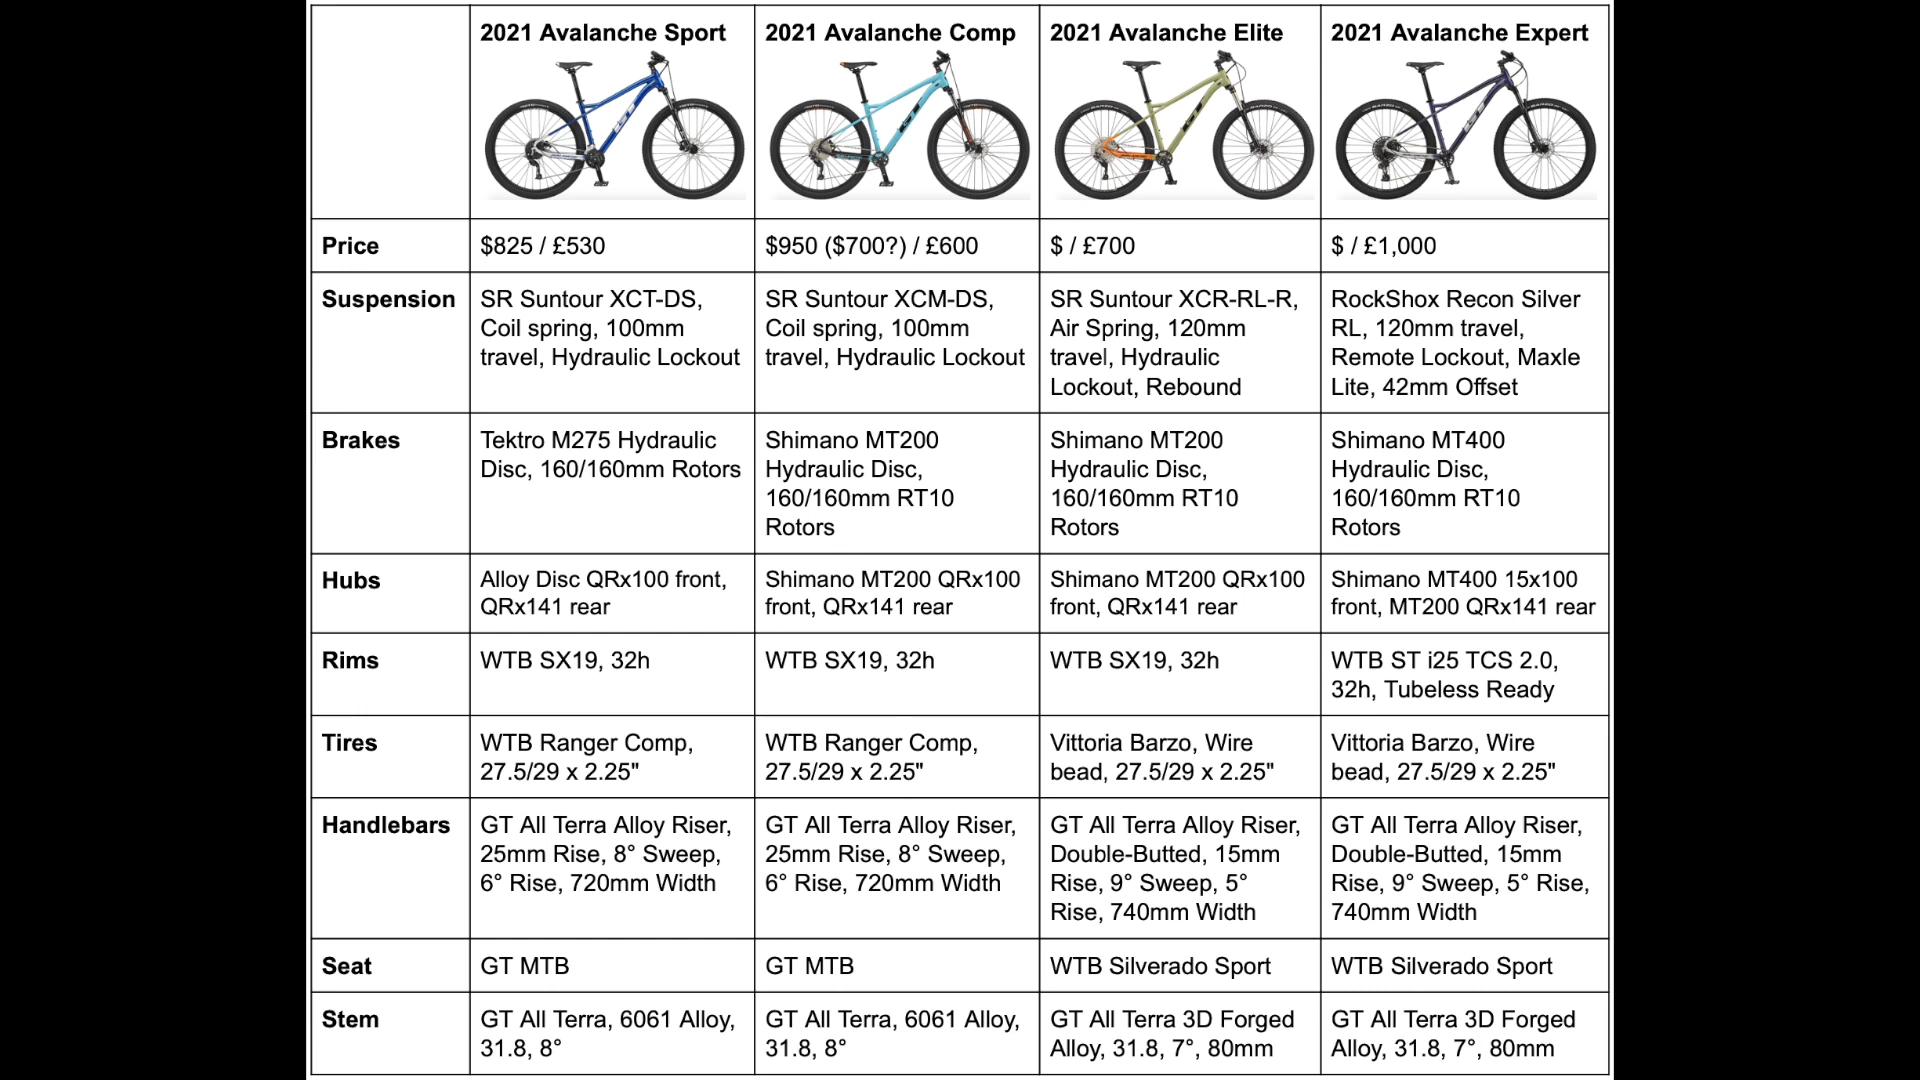 2021 Avalanche Sport
2021 Avalanche Comp
2021 Avalanche Elite
2021 Avalanche Expert
Price
$825 / £530
$950 ($700?) / £600
$ / £700
$ / £1,000
Suspension
SR Suntour XCT-DS,
Coil spring, 100mm
travel, Hydraulic Lockout
SR Suntour XCM-DS,
Coil spring, 100mm
travel, Hydraulic Lockout
SR Suntour XCR-RL-R,
Air Spring, 120mm
travel, Hydraulic
Lockout, Rebound
RockShox Recon Silver
RL, 120mm travel,
Remote Lockout, Maxle
Lite, 42mm Offset
Brakes
Tektro M275 Hydraulic
Disc, 160/160mm Rotors
Shimano MT200
Hydraulic Disc,
160/160mm RT10
Rotors
Shimano MT200
Hydraulic Disc,
160/160mm RT10
Rotors
Shimano MT400
Hydraulic Disc,
160/160mm RT10
Rotors
Hubs
Alloy Disc QRx100 front,
QRx141 rear
Shimano MT200 QRx100
front, QRx141 rear
Shimano MT200 QRx100
front, QRx141 rear
Shimano MT400 15x100
front, MT200 QRx141 rear
Rims
WTB SX19, 32h
WTB SX19, 32h
WTB SX19, 32h
WTB ST i25 TCS 2.0,
32h, Tubeless Ready
Tires
WTB Ranger Comp,
27.5/29 x 2.25"
WTB Ranger Comp,
27.5/29 x 2.25"
Vittoria Barzo, Wire
bead, 27.5/29 x 2.25"
Vittoria Barzo, Wire
bead, 27.5/29 x 2.25"
Handlebars
GT All Terra Alloy Riser,
25mm Rise, 8° Sweep,
6° Rise, 720mm Width
GT All Terra Alloy Riser,
25mm Rise, 8° Sweep,
6° Rise, 720mm Width
GT All Terra Alloy Riser,
Double-Butted, 15mm
Rise, 9° Sweep, 5°
Rise, 740mm Width
GT All Terra Alloy Riser,
Double-Butted, 15mm
Rise, 9° Sweep, 5° Rise,
740mm Width
Seat
GT MTB
GT MTB
WTB Silverado Sport
WTB Silverado Sport
Stem
GT All Terra, 6061 Alloy,
31.8, 8°
GT All Terra, 6061 Alloy,
31.8, 8°
GT All Terra 3D Forged
Alloy, 31.8, 7°, 80mm
GT All Terra 3D Forged
Alloy, 31.8, 7°, 80mm